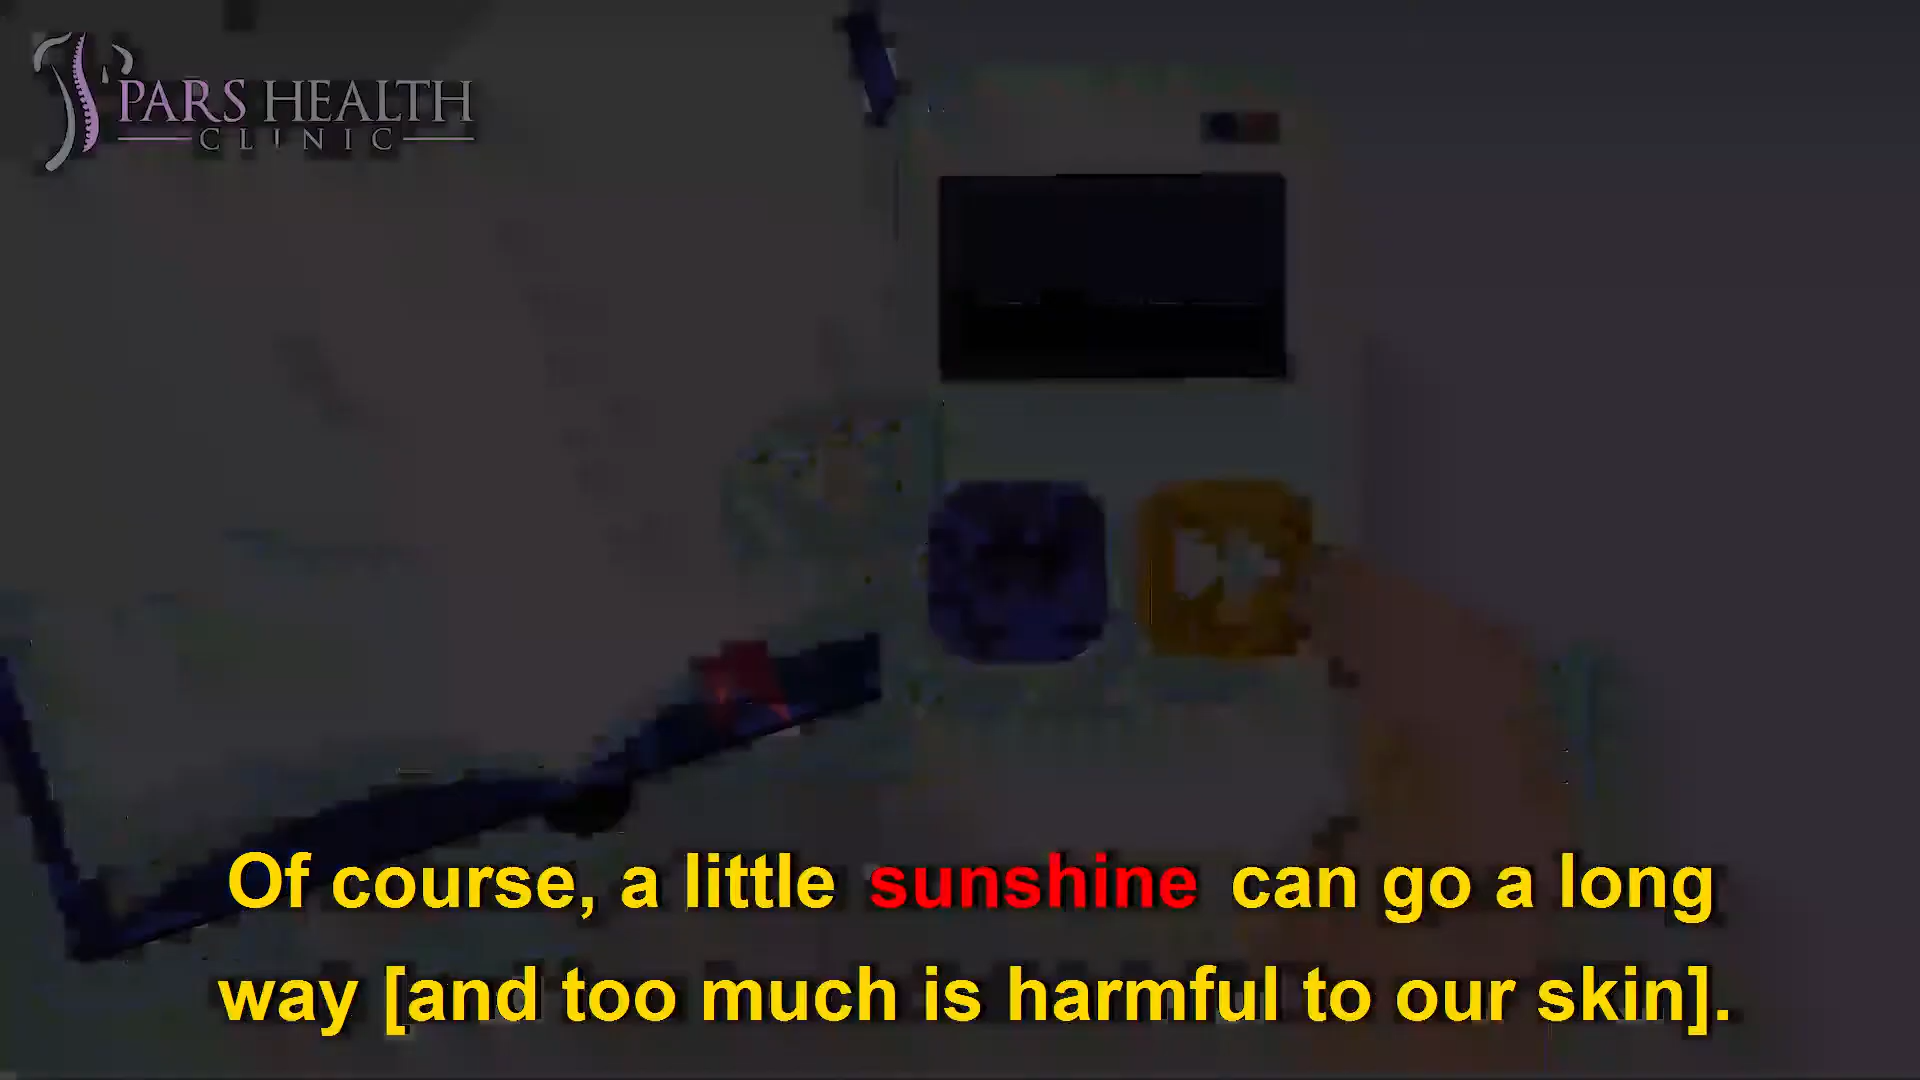 PARS HEALTH
CLINIC
Of course, a little sunshine can go a long
way [and too much is harmful to our skin].